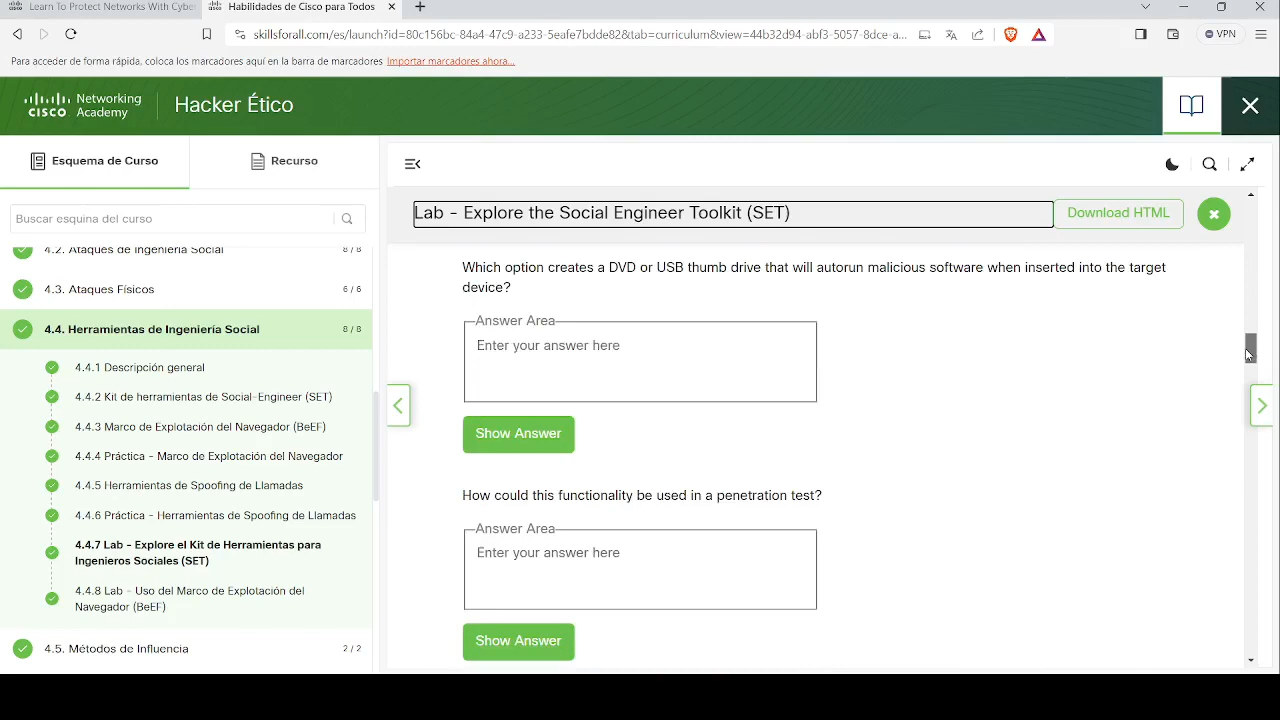 Learn To Protect Networks With Cyber
Habilidades de Cisco para Todos
skillsforall.com/es/launch?id=80c156bc-84a4-47c9-a233-5eafe7bdde82&tab=curriculum&view=44b32d94-abf3-5057-8dce-a...
VPN
Para acceder de forma rápida, coloca los marcadores aquí en la barra de marcadores Importar marcadores ahora...
cisco Networking Academy
Hacker Ético
Esquema de Curso
Recurso
Buscar esquina del curso
4.2. Ataques de Ingeniería Social 8 / 8
4.3. Ataques Físicos 6 / 6
4.4. Herramientas de Ingeniería Social 8 / 8
4.4.1 Descripción general
4.4.2 Kit de herramientas de Social-Engineer (SET)
4.4.3 Marco de Explotación del Navegador (BeEF)
4.4.4 Práctica - Marco de Explotación del Navegador
4.4.5 Herramientas de Spoofing de Llamadas
4.4.6 Práctica - Herramientas de Spoofing de Llamadas
4.4.7 Lab - Explore el Kit de Herramientas para
Ingenieros Sociales (SET)
4.4.8 Lab - Uso del Marco de Explotación del
Navegador (BeEF)
4.5. Métodos de Influencia 2 / 2
Lab - Explore the Social Engineer Toolkit (SET)
Download HTML
Which option creates a DVD or USB thumb drive that will autorun malicious software when inserted into the target
device?
Answer Area
Enter your answer here
Show Answer
How could this functionality be used in a penetration test?
Answer Area
Enter your answer here
Show Answer